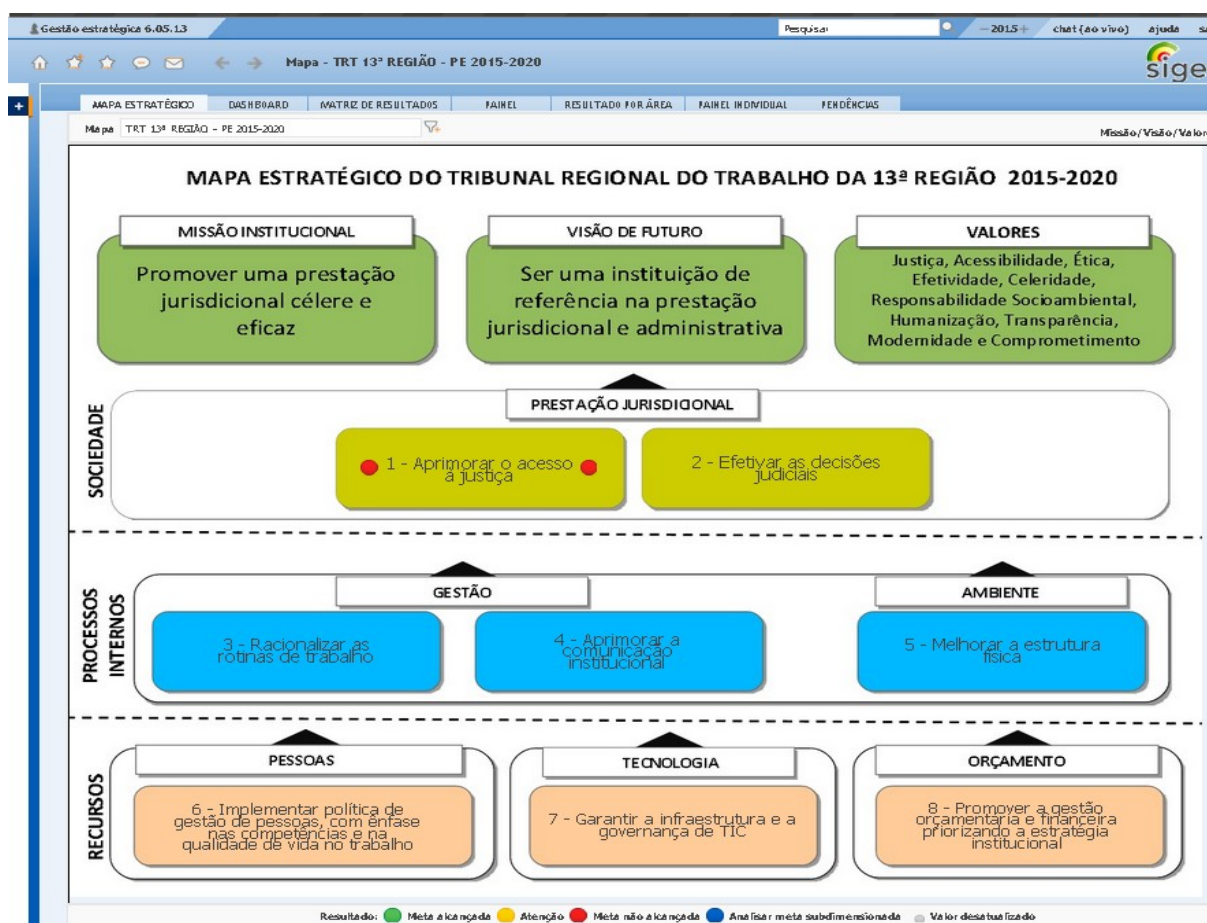 Gestão estratégica 6.05.13
Pesquisar
2015
chat (ao vivo)
ajuda
Mapa - TRT 13ª REGIÃO - PE 2015-2020
sige
MAPA ESTRATÉGICO
DASHBOARD
MATRIZ DE RESULTADOS
PAINEL
RESULTADO POR ÁREA
PAINEL INDIVIDUAL
PENDÊNCIAS
Mapa
TRT 13ª REGIÃO - PE 2015-2020
Missão/Visão/Valor
MAPA ESTRATÉGICO DO TRIBUNAL REGIONAL DO TRABALHO DA 13ª REGIÃO 2015-2020
MISSÃO INSTITUCIONAL
Promover uma prestação
jurisdicional célere e
eficaz
VISÃO DE FUTURO
Ser uma instituição de
referência na prestação
jurisdicional e administrativa
VALORES
Justiça, Acessibilidade, Ética,
Efetividade, Celeridade,
Responsabilidade Socioambiental,
Humanização, Transparência,
Modernidade e Comprometimento
SOCIEDADE
PRESTAÇÃO JURISDICIONAL
1 - Aprimorar o acesso
à justiça
2 - Efetivar as decisões
judiciais
PROCESSOS
INTERNOS
GESTÃO
3 - Racionalizar as
rotinas de trabalho
4 - Aprimorar a
comunicação
institucional
AMBIENTE
5 - Melhorar a estrutura
física
RECURSOS
PESSOAS
6 - Implementar política de
gestão de pessoas, com ênfase
nas competências e na
qualidade de vida no trabalho
TECNOLOGIA
7 - Garantir a infraestrutura e a
governança de TIC
ORÇAMENTO
8 - Promover a gestão
orçamentária e financeira
priorizando a estratégia
institucional
Resultado: Meta alcançada Atenção Meta não alcançada Analisar meta subdimensionada Valor desatualizado